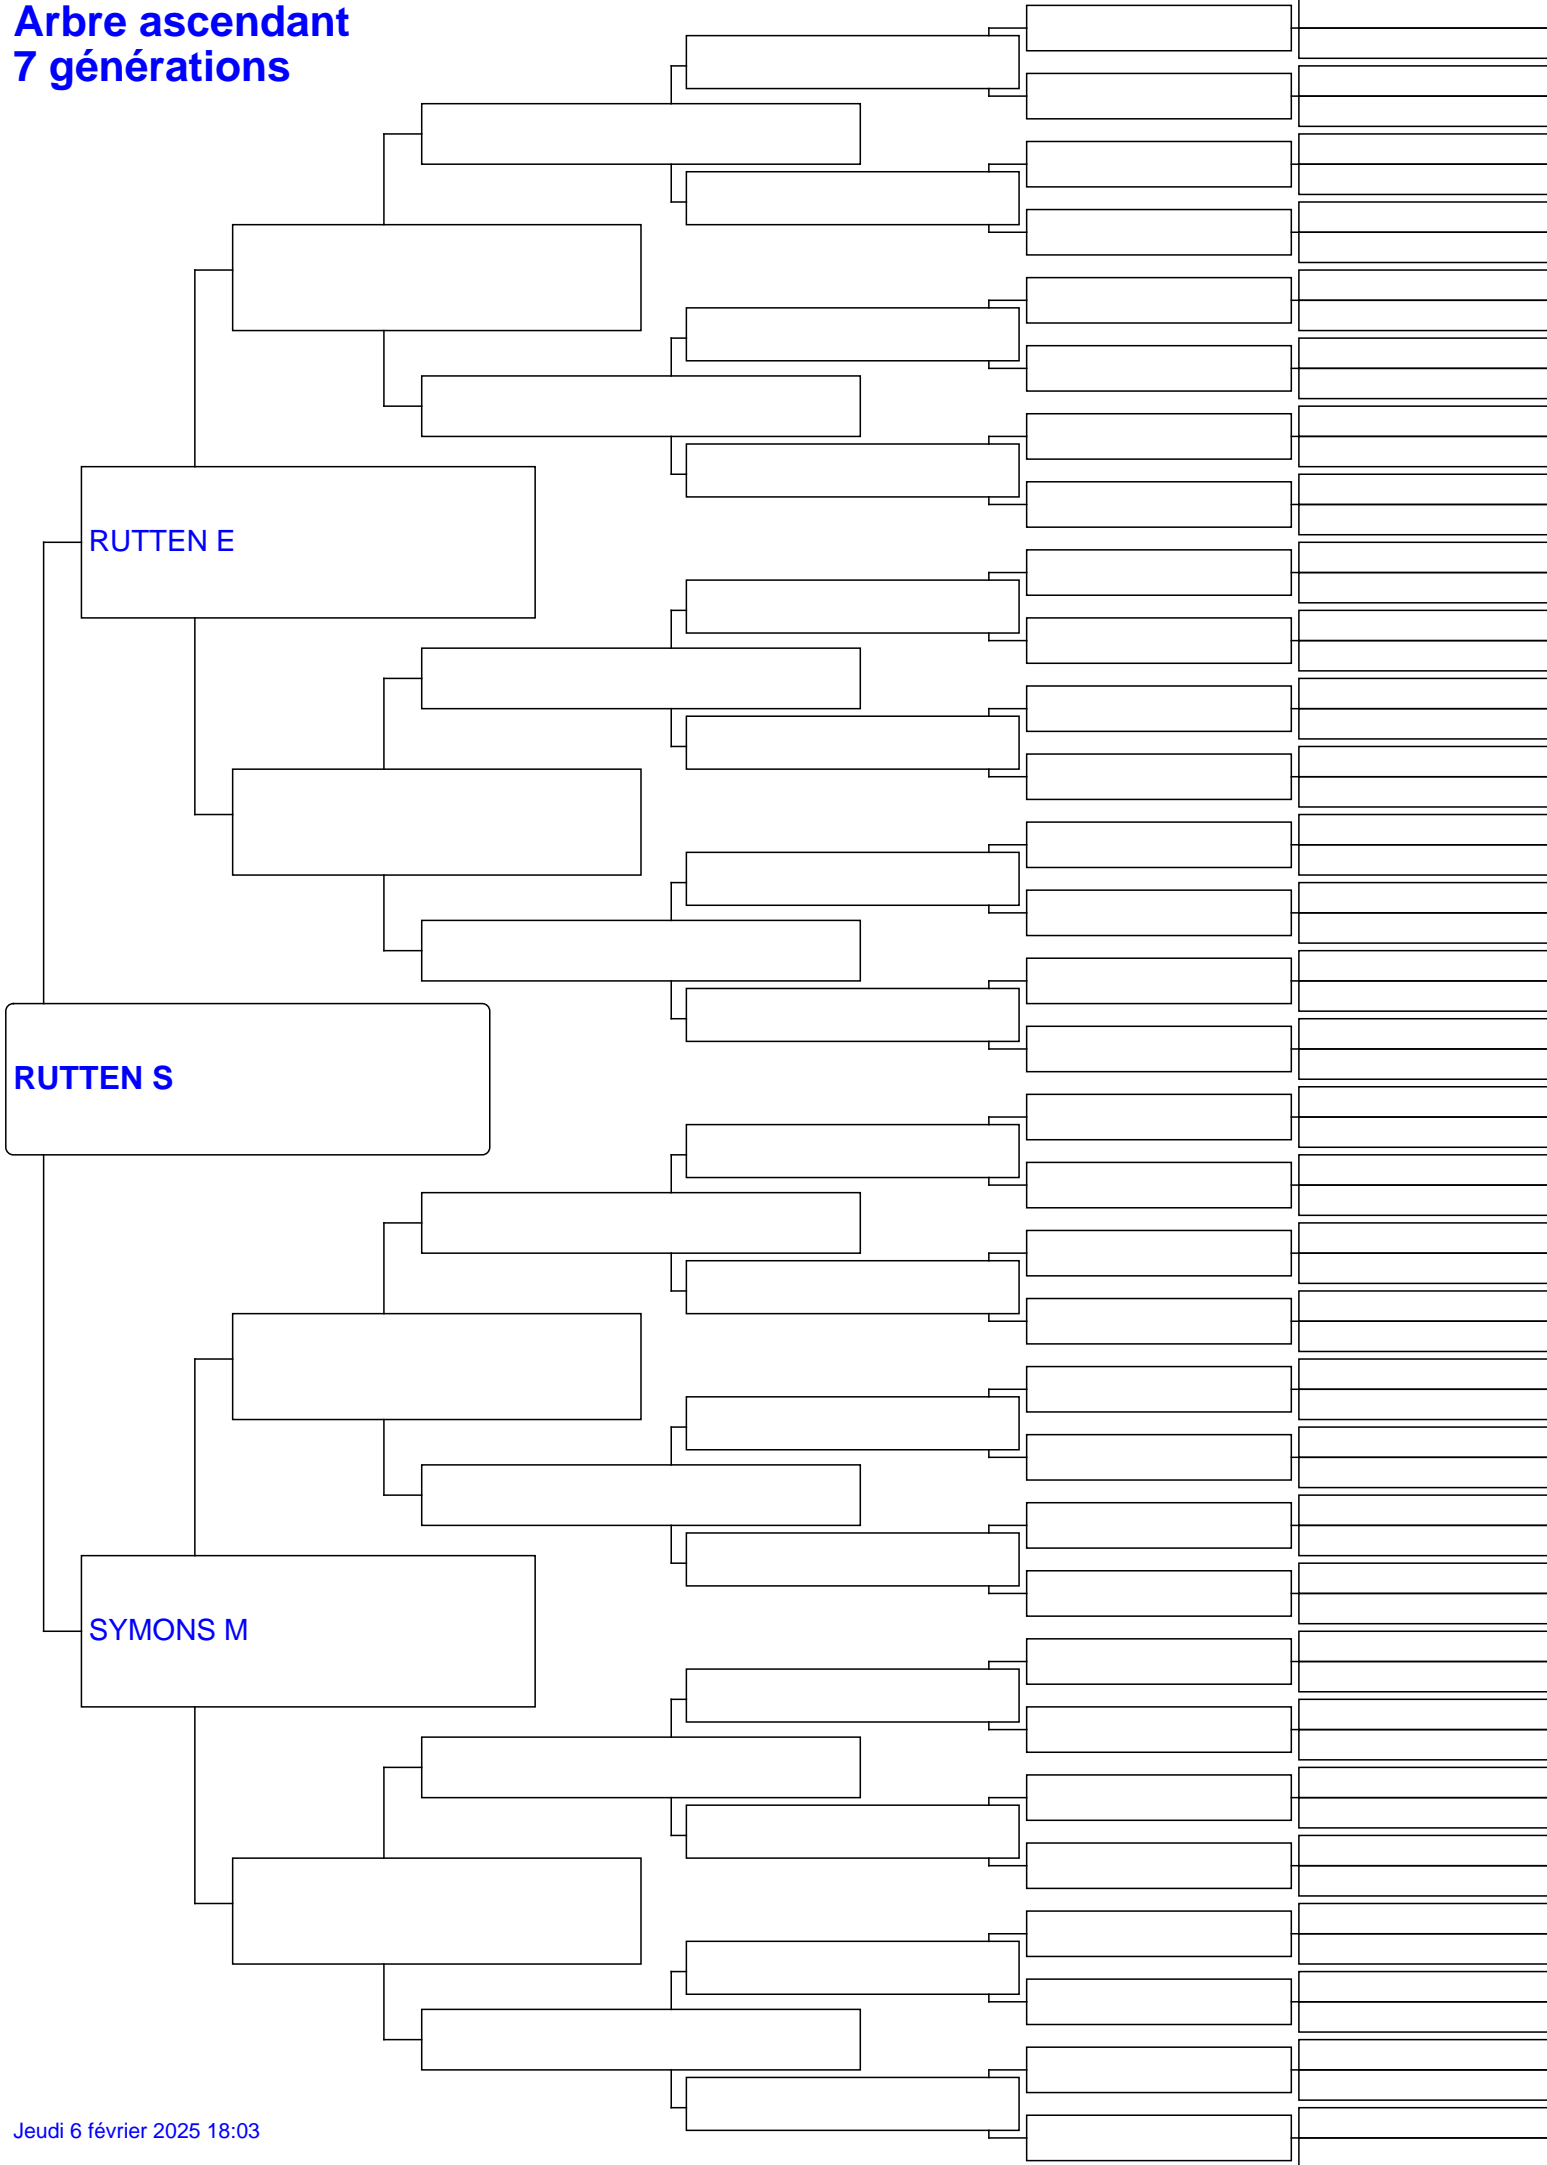 Arbre ascendant
7 générations
RUTTEN E
RUTTEN S
SYMONS M
Jeudi 6 février 2025 18:03